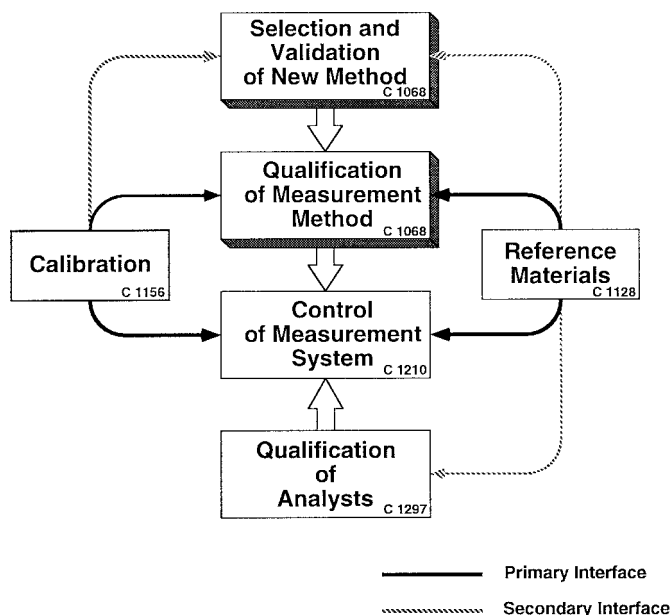 Selection and
Validation
of New Method
C 1068
Qualification
of Measurement
Method
C 1068
Calibration
C 1156
Reference
Materials
C 1128
Control
of Measurement
System
C 1210
Qualification
of
Analysts
C 1297
Primary Interface
Secondary Interface